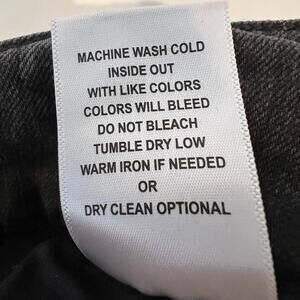 MACHINE WASH COLD
INSIDE OUT
WITH LIKE COLORS
COLORS WILL BLEED
DO NOT BLEACH
TUMBLE DRY LOW
WARM IRON IF NEEDED
OR
DRY CLEAN OPTIONAL